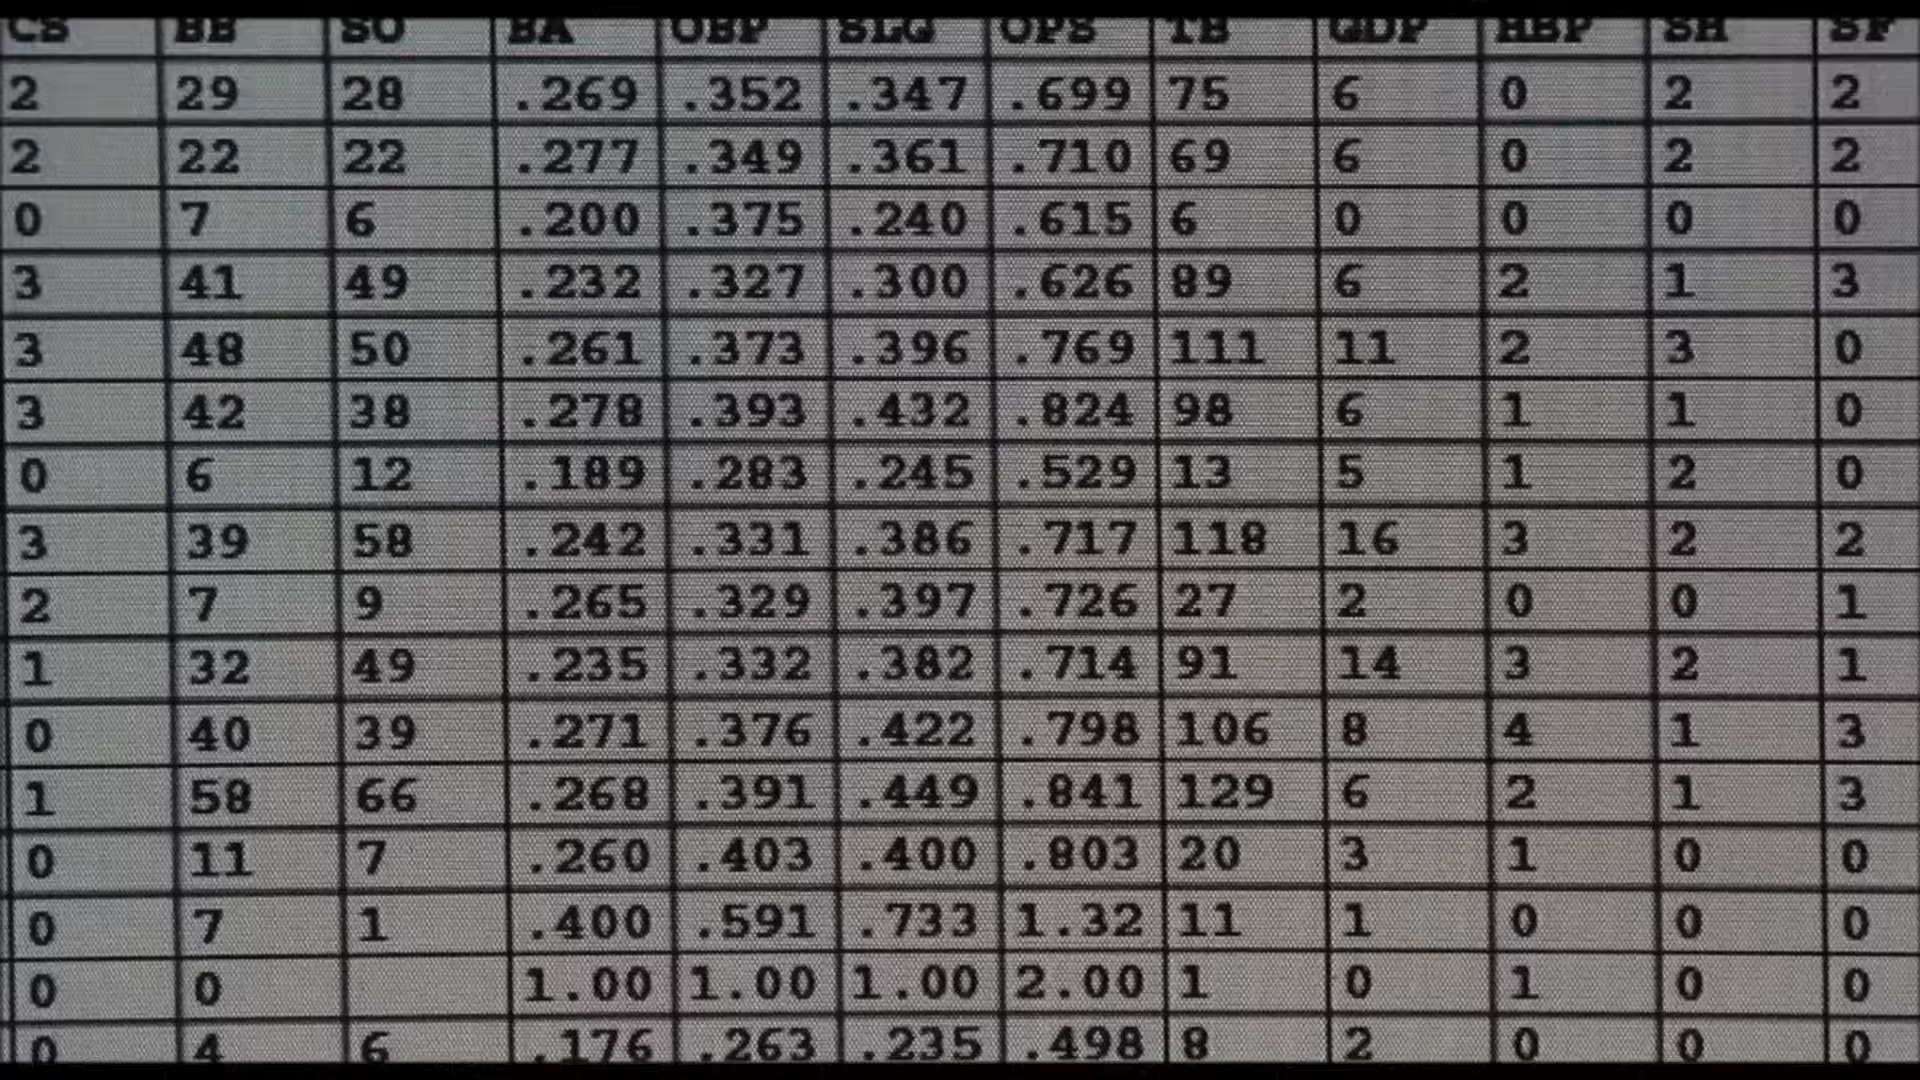 CS BB SO BA OBP SLG OPS TB GDP HBP SH SF
2 29 28 .269 .352 .347 .699 75 6 0 2 2
2 22 22 .277 .349 .361 .710 69 6 0 2 2
0 7 6 .200 .375 .240 .615 6 0 0 0 0
3 41 49 .232 .327 .300 .626 89 6 2 1 3
3 48 50 .261 .373 .396 .769 111 11 2 3 0
3 42 38 .278 .393 .432 .824 98 6 1 1 0
0 6 12 .189 .283 .245 .529 13 5 1 2 0
3 39 58 .242 .331 .386 .717 118 16 3 2 2
2 7 9 .265 .329 .397 .726 27 2 0 0 1
1 32 49 .235 .332 .382 .714 91 14 3 2 1
0 40 39 .271 .376 .422 .798 106 8 4 1 3
1 58 66 .268 .391 .449 .841 129 6 2 1 3
0 11 7 .260 .403 .400 .803 20 3 1 0 0
0 7 1 .400 .591 .733 1.32 11 1 0 0 0
0 0 1.00 1.00 1.00 2.00 1 0 1 0 0
0 4 6 .176 .263 .235 .498 8 2 0 0 0